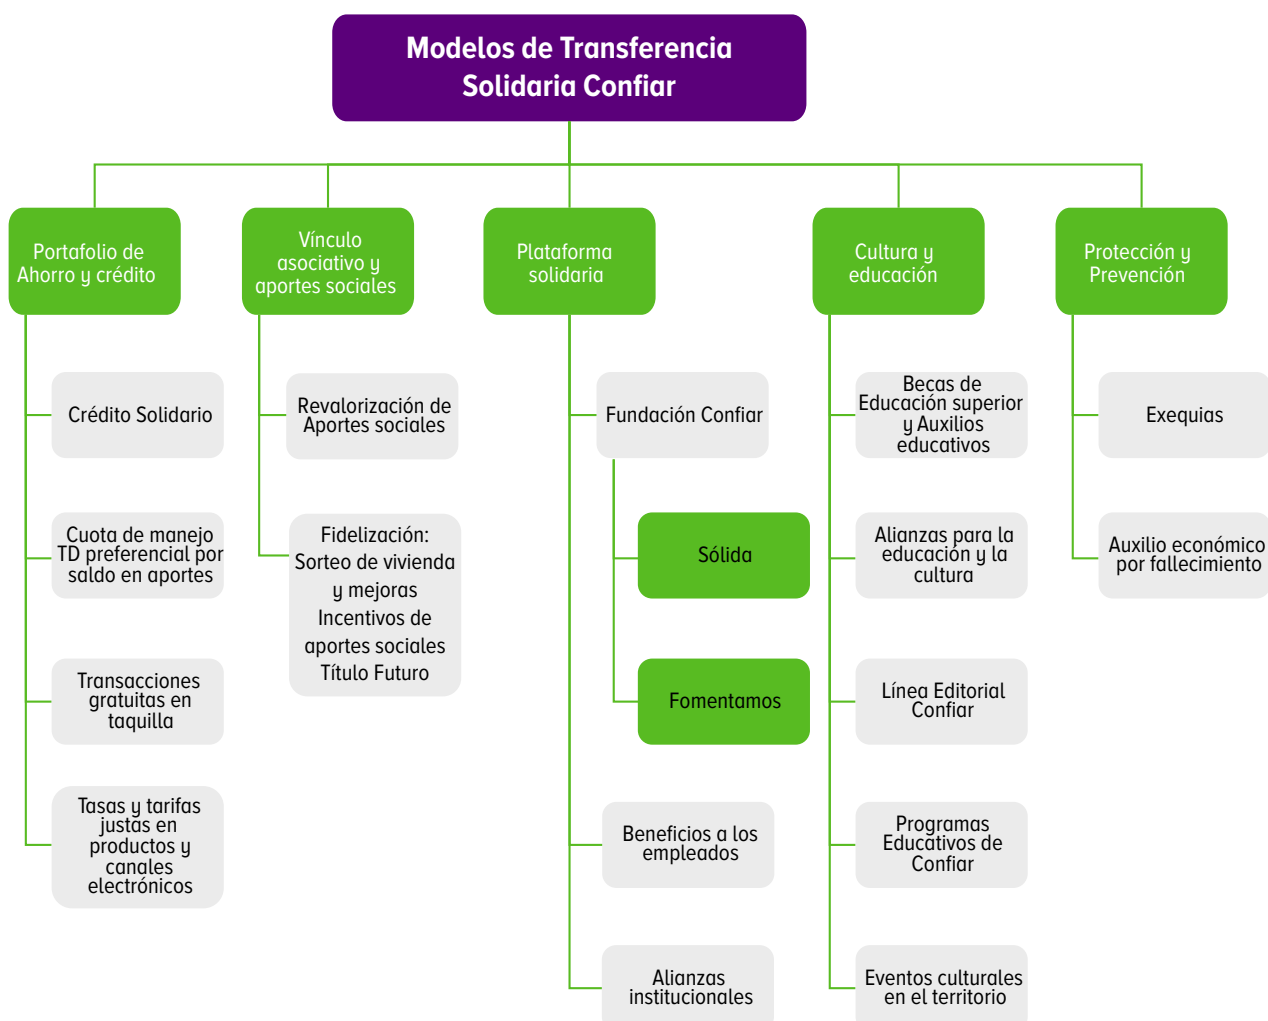 Modelos de Transferencia
Solidaria Confiar
Portafolio de
Ahorro y crédito
Vínculo
asociativo y
aportes sociales
Plataforma
solidaria
Cultura y
educación
Protección y
Prevención
Crédito Solidario
Cuota de manejo
TD preferencial por
saldo en aportes
Transacciones
gratuitas en
taquilla
Tasas y tarifas
justas en
productos y
canales
electrónicos
Revalorización de
Aportes sociales
Fidelización:
Sorteo de vivienda
y mejoras
Incentivos de
aportes sociales
Título Futuro
Fundación Confiar
Sólida
Fomentamos
Beneficios a los
empleados
Alianzas
institucionales
Becas de
Educación superior
y Auxilios
educativos
Alianzas para la
educación y la
cultura
Línea Editorial
Confiar
Programas
Educativos de
Confiar
Eventos culturales
en el territorio
Exequias
Auxilio económico
por fallecimiento